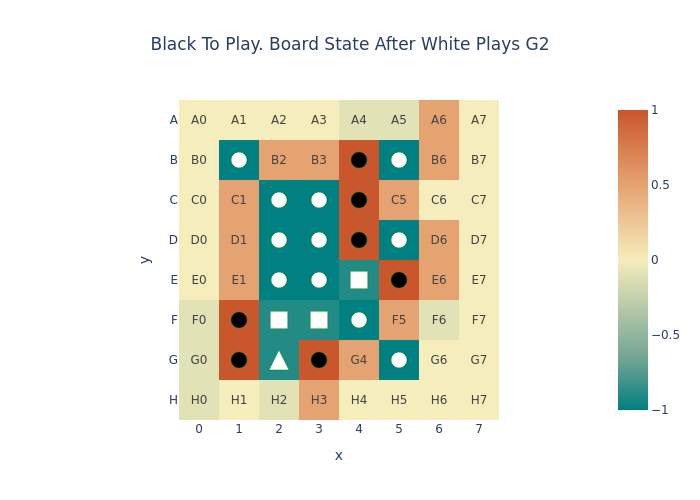 Black To Play. Board State After White Plays G2
A A0 A1 A2 A3 A4 A5 A6 A7
B B0 B2 B3 B6 B7
C C0 C1 C5 C6 C7
D D0 D1 D6 D7
E E0 E1 E6 E7
F F0 F5 F6 F7
G G0 G4 G6 G7
H H0 H1 H2 H3 H4 H5 H6 H7
0 1 2 3 4 5 6 7
x
y
1
0.5
0
−0.5
−1